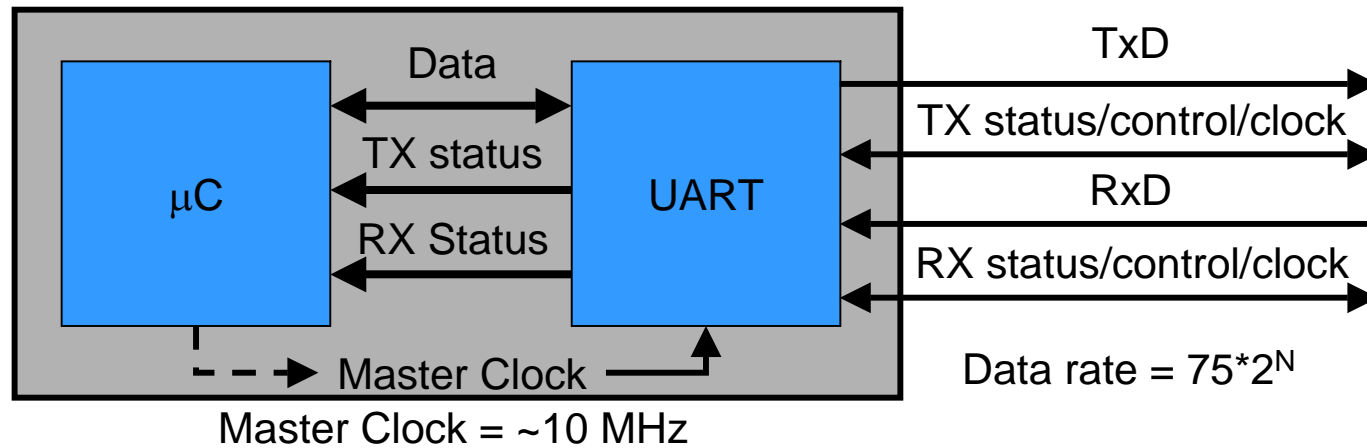 Data
TX status
RX Status
μC
UART
Master Clock
Master Clock = ~10 MHz
TxD
TX status/control/clock
RxD
RX status/control/clock
Data rate = 75*2ᴺ